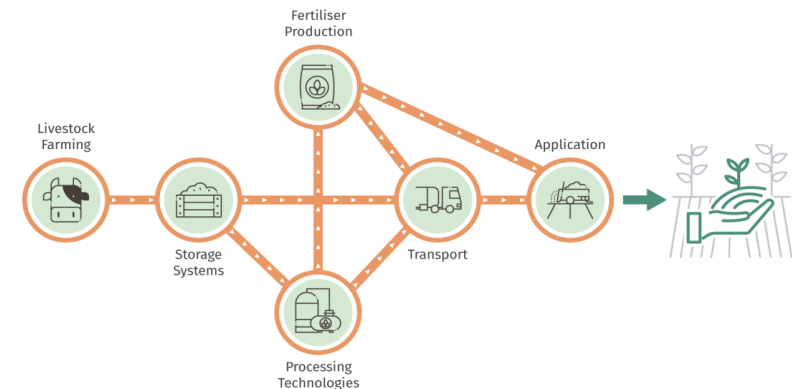 Fertiliser
Production
Livestock
Farming
Application
Storage
Systems
Transport
Processing
Technologies